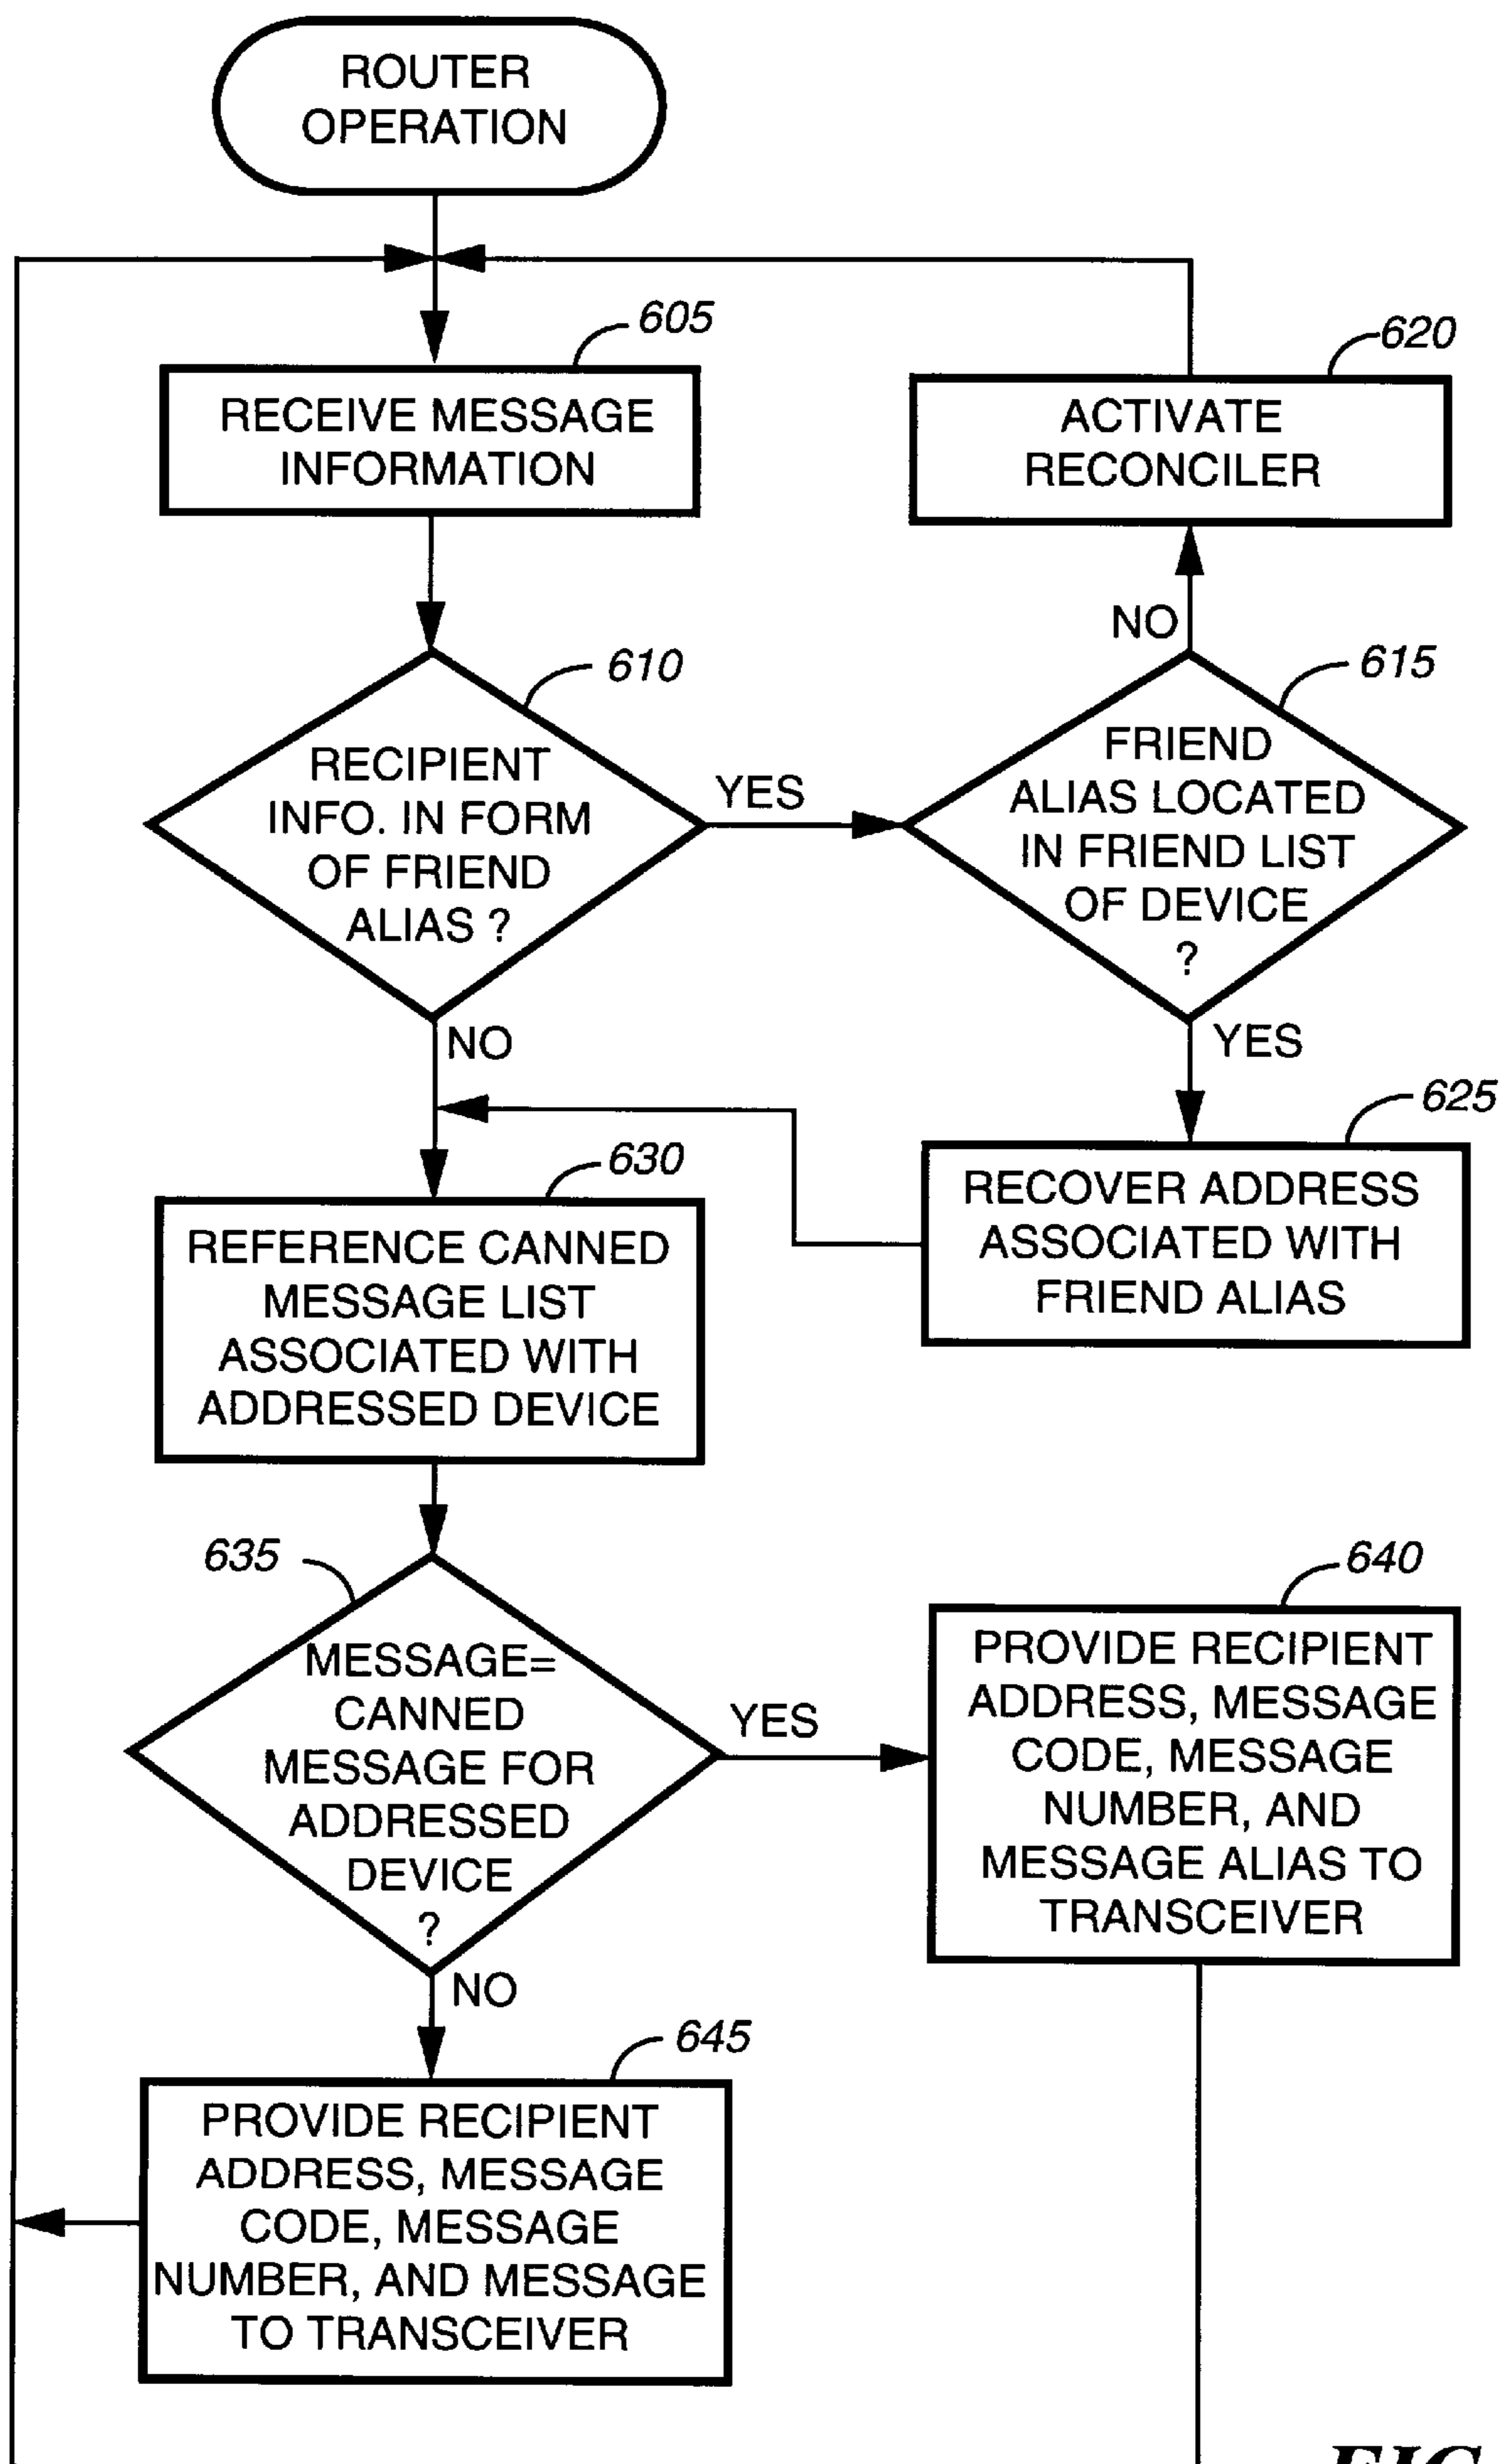 ROUTER
OPERATION
605
RECEIVE MESSAGE
INFORMATION
620
ACTIVATE
RECONCILER
NO
610
RECIPIENT
INFO. IN FORM
OF FRIEND
ALIAS ?
YES
615
FRIEND
ALIAS LOCATED
IN FRIEND LIST
OF DEVICE
?
NO
YES
625
RECOVER ADDRESS
ASSOCIATED WITH
FRIEND ALIAS
630
REFERENCE CANNED
MESSAGE LIST
ASSOCIATED WITH
ADDRESSED DEVICE
635
MESSAGE=
CANNED
MESSAGE FOR
ADDRESSED
DEVICE
?
YES
640
PROVIDE RECIPIENT
ADDRESS, MESSAGE
CODE, MESSAGE
NUMBER, AND
MESSAGE ALIAS TO
TRANSCEIVER
NO
645
PROVIDE RECIPIENT
ADDRESS, MESSAGE
CODE, MESSAGE
NUMBER, AND MESSAGE
TO TRANSCEIVER